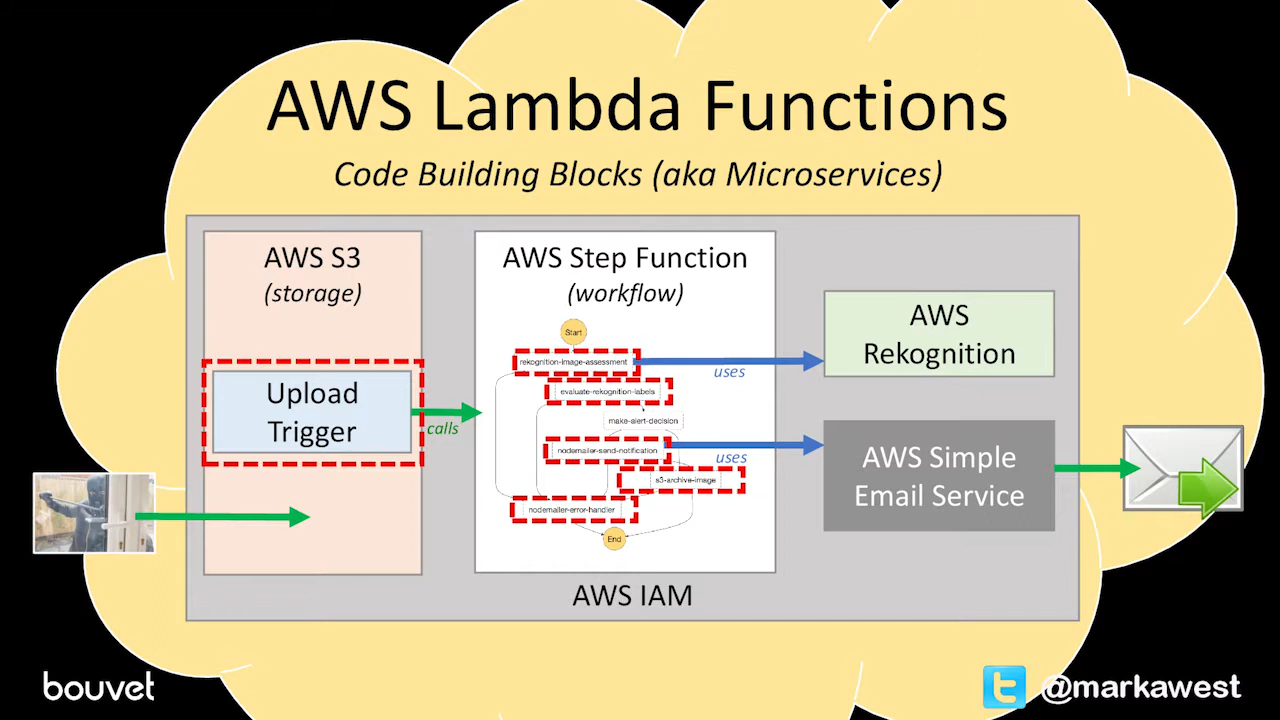 AWS Lambda Functions
Code Building Blocks (aka Microservices)
AWS S3
(storage)
Upload
Trigger
calls
AWS Step Function
(workflow)
Start
rekognition-image-assessment
evaluate-rekognition-labels
make-alert-decision
nodemailer-send-notification
s3-archive-image
nodemailer-error-handler
End
uses
uses
AWS
Rekognition
AWS Simple
Email Service
AWS IAM
bouvet
@markawest